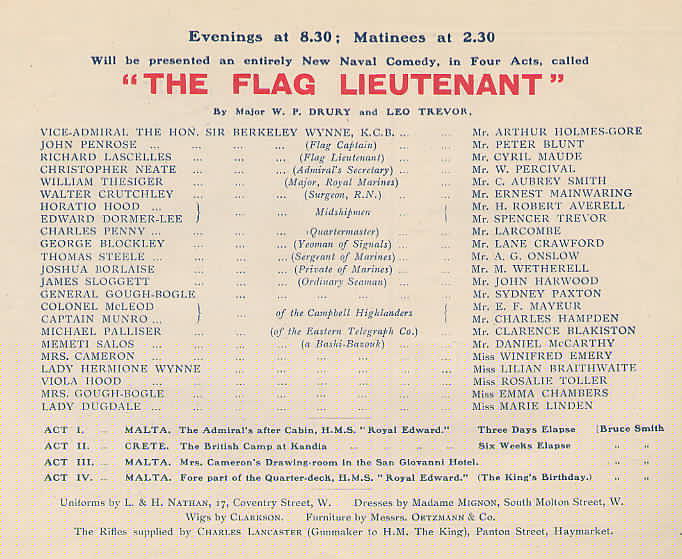 Evenings at 8.30; Matinees at 2.30
Will be presented an entirely New Naval Comedy, in Four Acts, called
"THE FLAG LIEUTENANT"
By Major W. P. DRURY and LEO TREVOR.
VICE-ADMIRAL THE HON. SIR BERKELEY WYNNE, K.C.B. ... ... Mr. ARTHUR HOLMES-GORE
JOHN PENROSE ... ... ... ... (Flag Captain) ... ... Mr. PETER BLUNT
RICHARD LASCELLES ... ... ... (Flag Lieutenant) ... ... Mr. CYRIL MAUDE
CHRISTOPHER NEATE ... ... ... (Admiral's Secretary) ... ... Mr. W. PERCIVAL
WILLIAM THESIGER ... ... ... (Major, Royal Marines) .. ... Mr. C. AUBREY SMITH
WALTER CRUTCHLEY ... ... ... (Surgeon, R.N.) .. ... Mr. ERNEST MAINWARING
HORATIO HOOD ... } ... ... Midshipmen .. ... { Mr. H. ROBERT AVERELL
EDWARD DORMER-LEE Mr. SPENCER TREVOR
CHARLES PENNY ... ... ... ... (Quartermaster) ... ... Mr. LARCOMBE
GEORGE BLOCKLEY ... ... ... (Yeoman of Signals) ... ... Mr. LANE CRAWFORD
THOMAS STEELE ... ... ... ... (Sergeant of Marines) ... ... Mr. A. G. ONSLOW
JOSHUA BORLAISE ... ... ... (Private of Marines) ... ... Mr. M. WETHERELL
JAMES SLOGGETT ... ... ... (Ordinary Seaman) ... ... Mr. JOHN HARWOOD
GENERAL GOUGH-BOGLE ... ... ... ... ... ... Mr. SYDNEY PAXTON
COLONEL McLEOD } ... of the Campbell Highlanders { Mr. E. F. MAYEUR
CAPTAIN MUNRO ... Mr. CHARLES HAMPDEN
MICHAEL PALLISER ... ... (of the Eastern Telegraph Co.) ... Mr. CLARENCE BLAKISTON
MEMETI SALOS ... ... ... ... (a Bashi-Bazouk) ... ... Mr. DANIEL McCARTHY
MRS. CAMERON ... ... ... ... ... ... ... Miss WINIFRED EMERY
LADY HERMIONE WYNNE ... ... ... ... ... Miss LILIAN BRAITHWAITE
VIOLA HOOD ... ... ... ... ... ... ... Miss ROSALIE TOLLER
MRS. GOUGH-BOGLE ... ... ... ... ... ... Miss EMMA CHAMBERS
LADY DUGDALE ... ... ... ... ... ... ... Miss MARIE LINDEN
ACT I. .. MALTA. The Admiral's after Cabin, H.M.S. "Royal Edward." Three Days Elapse [Bruce Smith
ACT II. .. CRETE. The British Camp at Kandia .. .. .. .. Six Weeks Elapse „ „
ACT III. .. MALTA. Mrs. Cameron's Drawing-room in the San Giovanni Hotel. „ „
ACT IV. .. MALTA. Fore part of the Quarter-deck, H.M.S. "Royal Edward." (The King's Birthday.) „ „
Uniforms by L. & H. NATHAN, 17, Coventry Street, W. Dresses by Madame MIGNON, South Molton Street, W.
Wigs by CLARKSON. Furniture by Messrs. OETZMANN & Co.
The Rifles supplied by CHARLES LANCASTER (Gunmaker to H.M. The King), Panton Street, Haymarket.